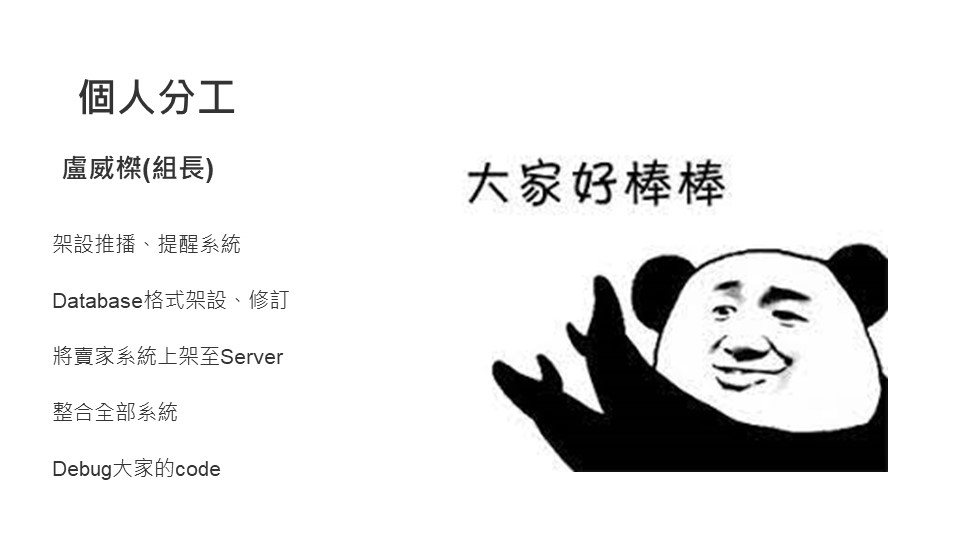 個人分工
盧威榤(組長)
大家好棒棒
架設推播、提醒系統
Database格式架設、修訂
將賣家系統上架至Server
整合全部系統
Debug大家的code